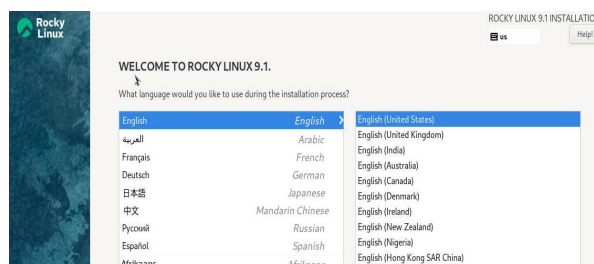 Rocky
Linux
ROCKY LINUX 9.1 INSTALLATIO
us
Help!
WELCOME TO ROCKY LINUX 9.1.
What language would you like to use during the installation process?
English English
العربية Arabic
Français French
Deutsch German
日本語 Japanese
中文 Mandarin Chinese
Русский Russian
Español Spanish
Afrikaans Afrikaans
English (United States)
English (United Kingdom)
English (India)
English (Australia)
English (Canada)
English (Denmark)
English (Ireland)
English (New Zealand)
English (Nigeria)
English (Hong Kong SAR China)